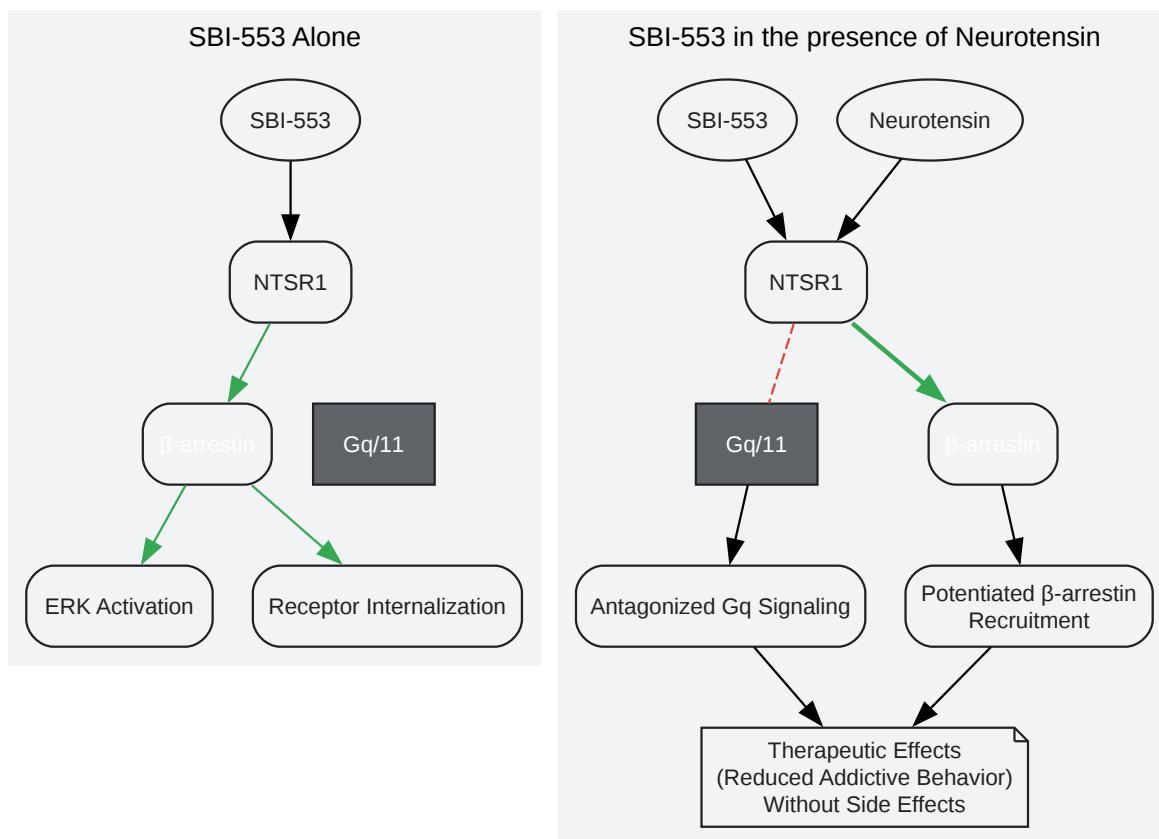 SBI-553 Alone
SBI-553
NTSR1
β-arrestin
Gq/11
ERK Activation
Receptor Internalization
SBI-553 in the presence of Neurotensin
SBI-553
Neurotensin
NTSR1
Gq/11
β-arrestin
Antagonized Gq Signaling
Potentiated β-arrestin
Recruitment
Therapeutic Effects
(Reduced Addictive Behavior)
Without Side Effects